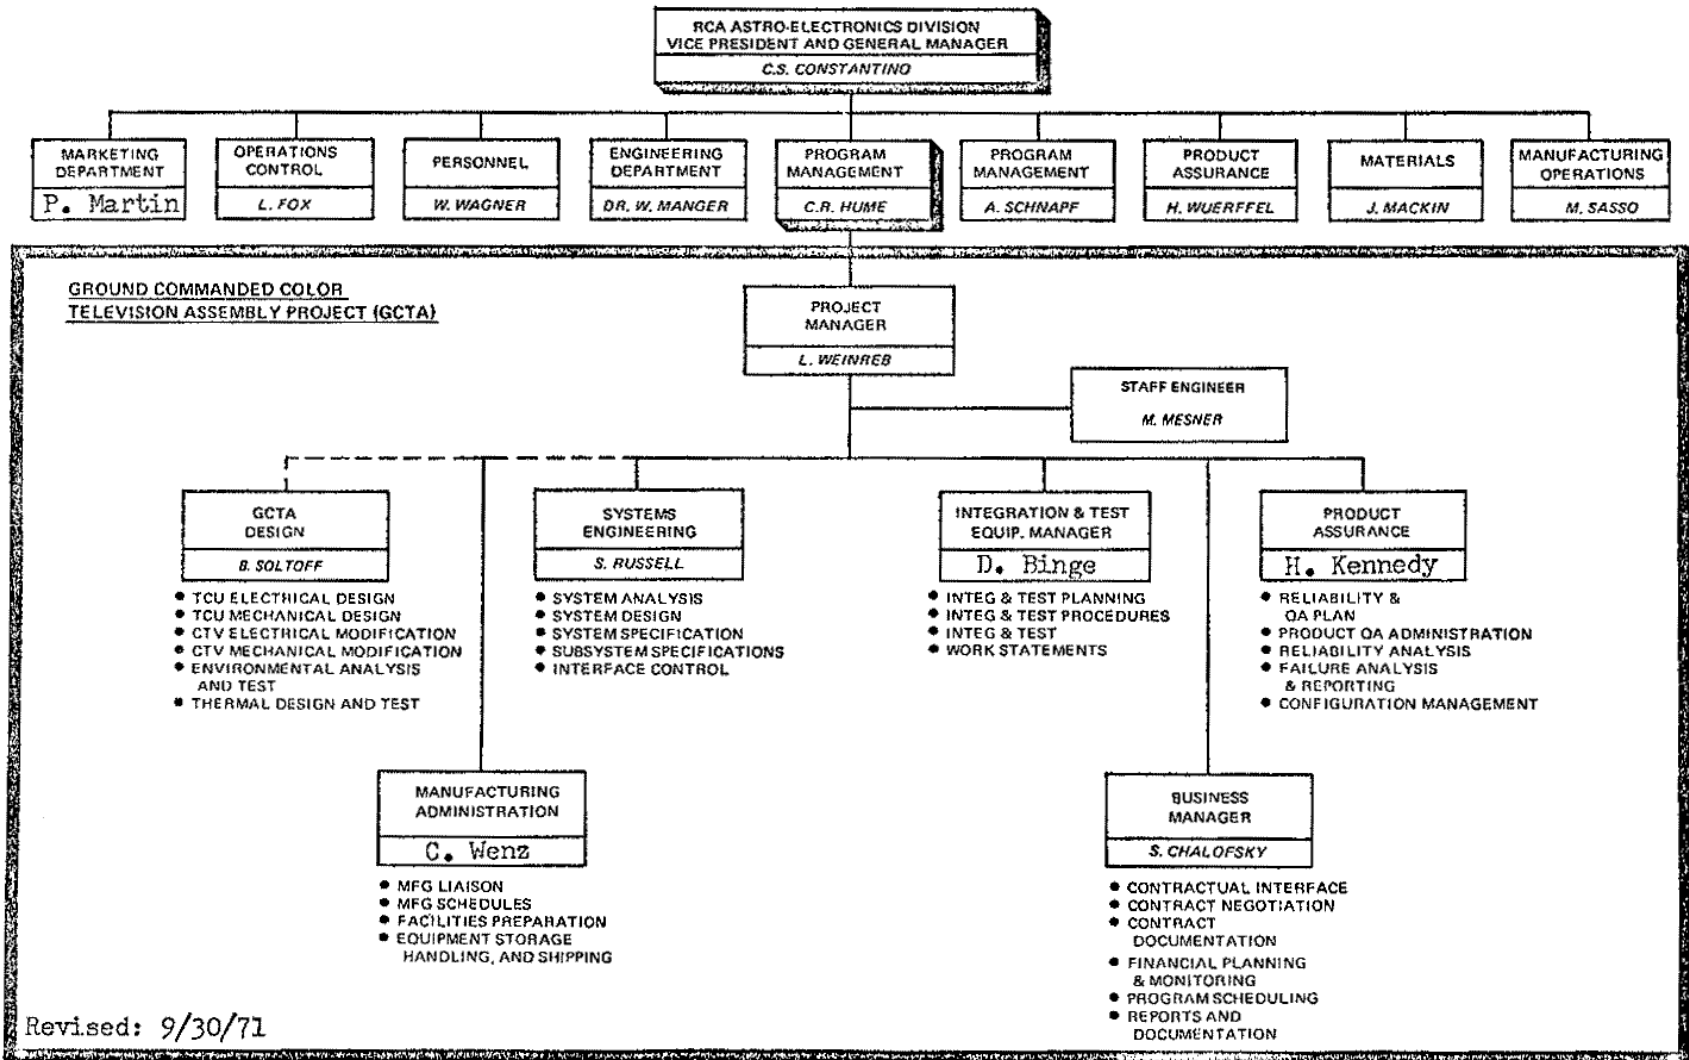 RCA ASTRO-ELECTRONICS DIVISION
VICE PRESIDENT AND GENERAL MANAGER
C.S. CONSTANTINO
MARKETING
DEPARTMENT
P. Martin
OPERATIONS
CONTROL
L. FOX
PERSONNEL
W. WAGNER
ENGINEERING
DEPARTMENT
DR. W. MANGER
PROGRAM
MANAGEMENT
C.R. HUME
PROGRAM
MANAGEMENT
A. SCHNAPF
PRODUCT
ASSURANCE
H. WUERFFEL
MATERIALS
J. MACKIN
MANUFACTURING
OPERATIONS
M. SASSO
GROUND COMMANDED COLOR
TELEVISION ASSEMBLY PROJECT (GCTA)
PROJECT
MANAGER
L. WEINREB
STAFF ENGINEER
M. MESNER
GCTA
DESIGN
B. SOLTOFF
• TCU ELECTRICAL DESIGN
• TCU MECHANICAL DESIGN
• CTV ELECTRICAL MODIFICATION
• CTV MECHANICAL MODIFICATION
• ENVIRONMENTAL ANALYSIS
AND TEST
• THERMAL DESIGN AND TEST
SYSTEMS
ENGINEERING
S. RUSSELL
• SYSTEM ANALYSIS
• SYSTEM DESIGN
• SYSTEM SPECIFICATION
• SUBSYSTEM SPECIFICATIONS
• INTERFACE CONTROL
INTEGRATION & TEST
EQUIP. MANAGER
D. Binge
• INTEG & TEST PLANNING
• INTEG & TEST PROCEDURES
• INTEG & TEST
• WORK STATEMENTS
PRODUCT
ASSURANCE
H. Kennedy
• RELIABILITY &
QA PLAN
• PRODUCT QA ADMINISTRATION
• RELIABILITY ANALYSIS
• FAILURE ANALYSIS
& REPORTING
• CONFIGURATION MANAGEMENT
MANUFACTURING
ADMINISTRATION
C. Wenz
• MFG LIAISON
• MFG SCHEDULES
• FACILITIES PREPARATION
• EQUIPMENT STORAGE
HANDLING, AND SHIPPING
BUSINESS
MANAGER
S. CHALOFSKY
• CONTRACTUAL INTERFACE
• CONTRACT NEGOTIATION
• CONTRACT
DOCUMENTATION
• FINANCIAL PLANNING
& MONITORING
• PROGRAM SCHEDULING
• REPORTS AND
DOCUMENTATION
Revised: 9/30/71